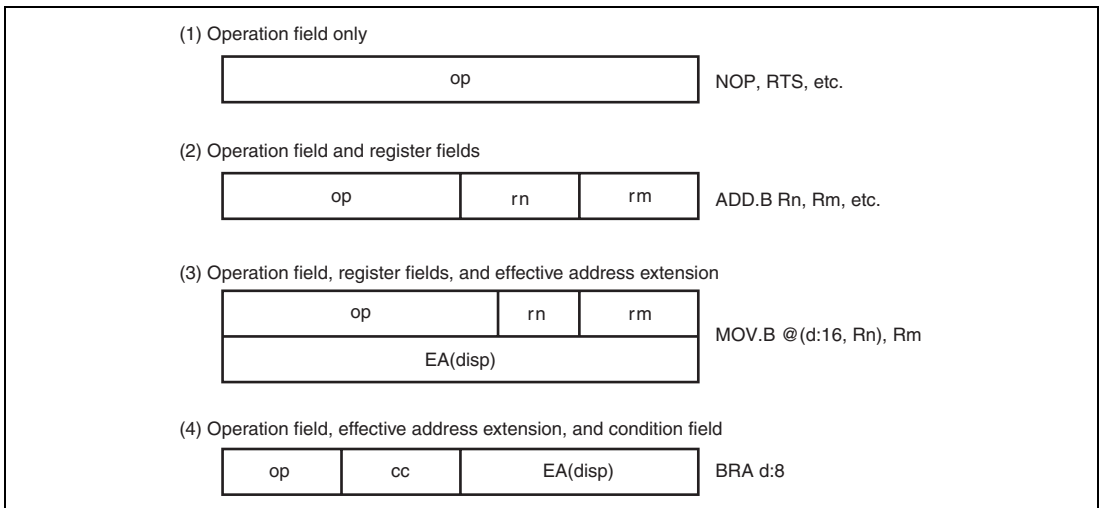 (1) Operation field only
op
NOP, RTS, etc.
(2) Operation field and register fields
op rn rm
ADD.B Rn, Rm, etc.
(3) Operation field, register fields, and effective address extension
op rn rm
MOV.B @(d:16, Rn), Rm
EA(disp)
(4) Operation field, effective address extension, and condition field
op cc EA(disp)
BRA d:8